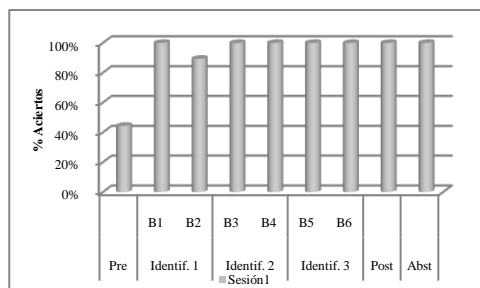 % Aciertos
100%
80%
60%
40%
20%
0%
B1 B2 B3 B4 B5 B6
Pre Identif. 1 Identif. 2 Identif. 3 Post Abst
Sesión1